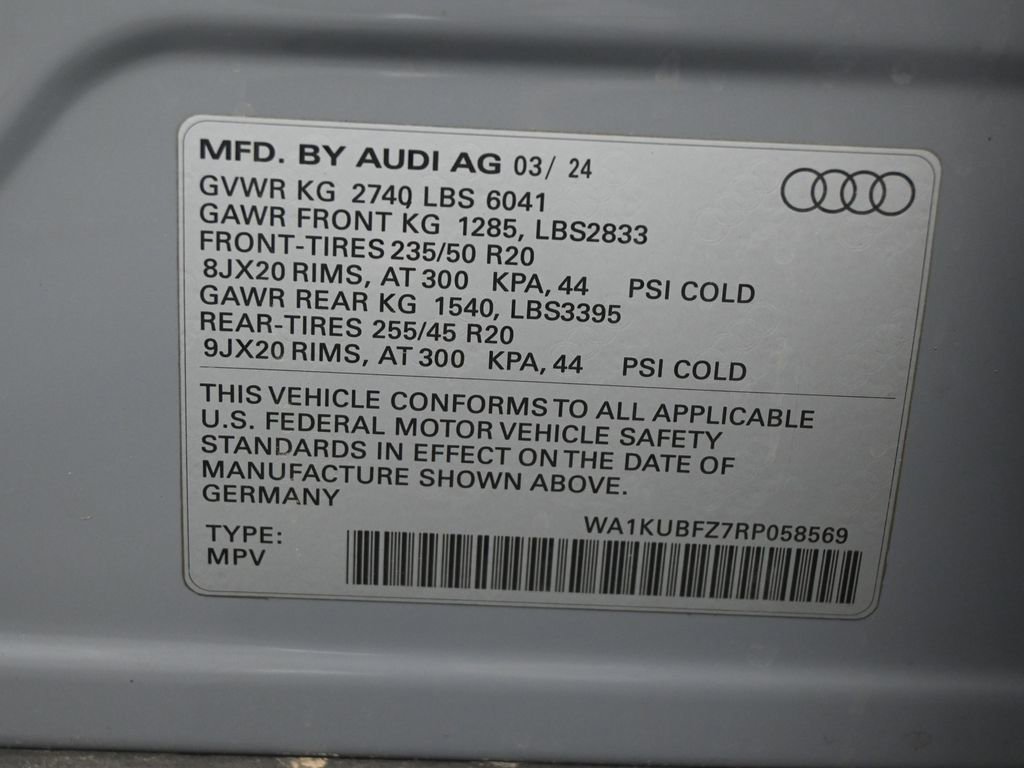 MFD. BY AUDI AG 03/ 24
GVWR KG 2740, LBS 6041
GAWR FRONT KG 1285, LBS2833
FRONT-TIRES 235/50 R20
8JX20 RIMS, AT 300 KPA, 44 PSI COLD
GAWR REAR KG 1540, LBS3395
REAR-TIRES 255/45 R20
9JX20 RIMS, AT 300 KPA, 44 PSI COLD
THIS VEHICLE CONFORMS TO ALL APPLICABLE
U.S. FEDERAL MOTOR VEHICLE SAFETY
STANDARDS IN EFFECT ON THE DATE OF
MANUFACTURE SHOWN ABOVE.
GERMANY
WA1KUBFZ7RP058569
TYPE:
MPV